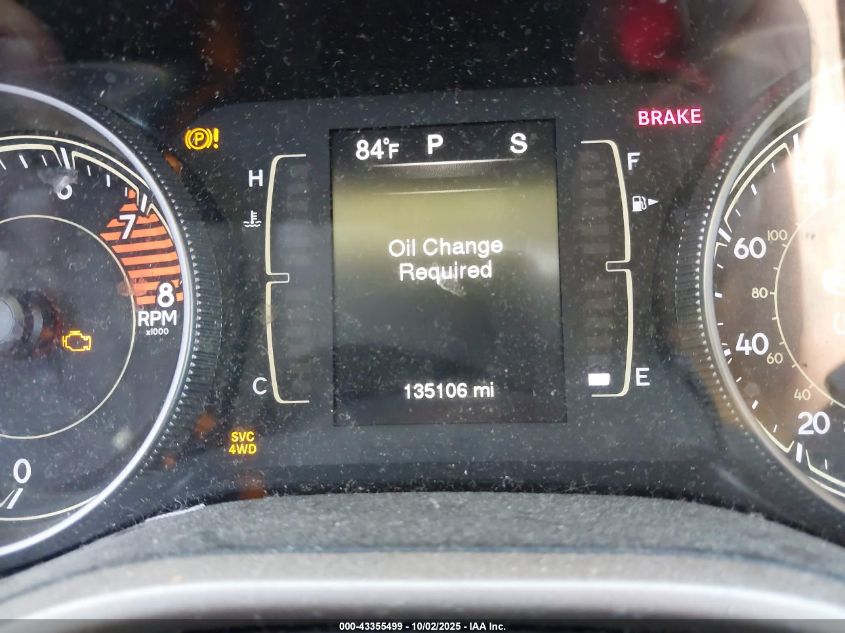 BRAKE
(P)!
84°F P S
H
F
6
7
8
RPM
x1000
Oil Change
Required
60
100
80
40
60
40
20
C
E
135106 mi
SVC
4WD
0
000-43355499 - 10/02/2025 - IAA Inc.